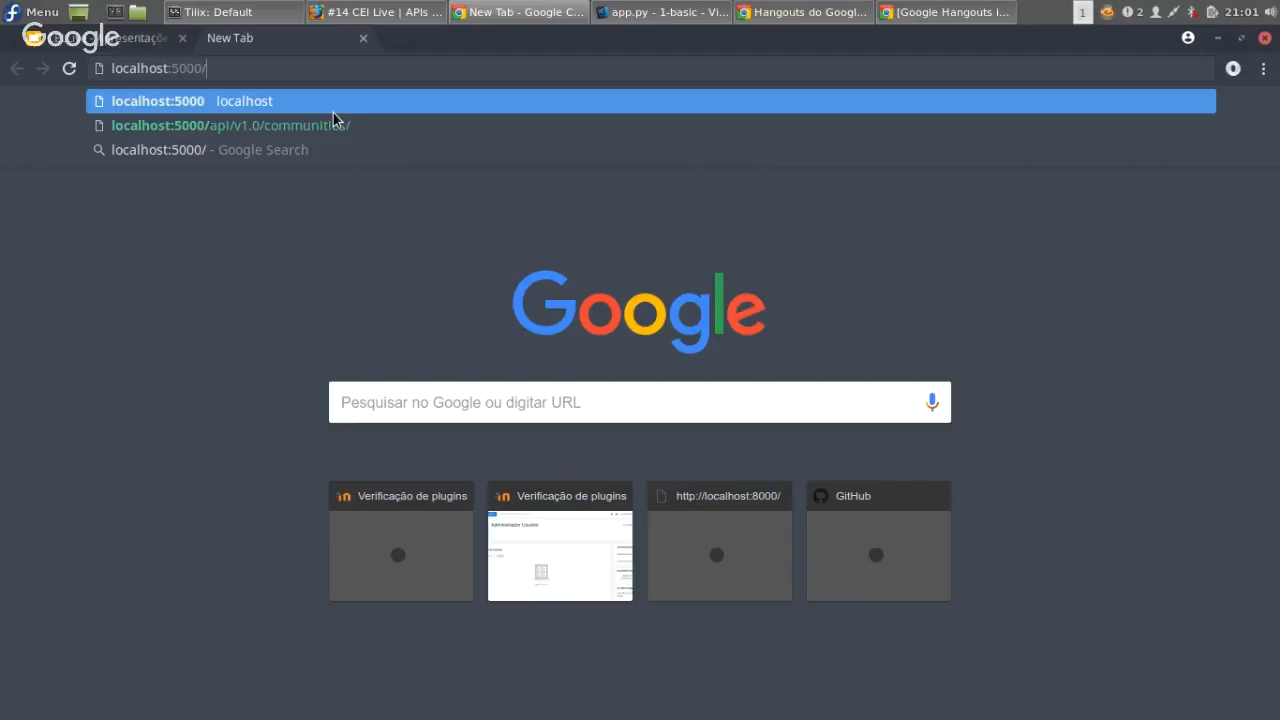 Menu
Tilix: Default
#14 CEI Live | APIs ...
New Tab - Google C...
app.py - 1-basic - Vi...
Hangouts do Googl...
[Google Hangouts i...
1
2
21:01
Google
New Tab
localhost:5000/
localhost:5000 localhost
localhost:5000/api/v1.0/communities/
localhost:5000/ - Google Search
Google
Pesquisar no Google ou digitar URL
Verificação de plugins
Verificação de plugins
http://localhost:8000/
GitHub
Administrador Usuário